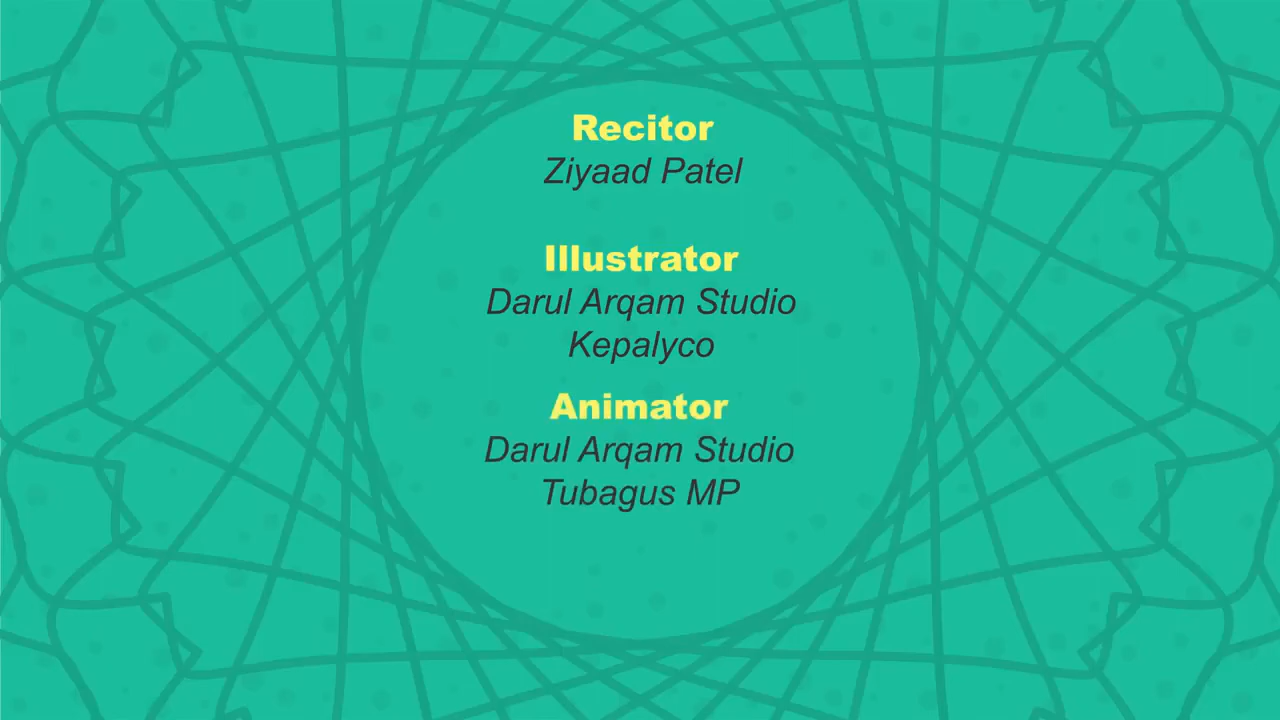 Recitor
Ziyaad Patel
Illustrator
Darul Arqam Studio
Kepalyco
Animator
Darul Arqam Studio
Tubagus MP